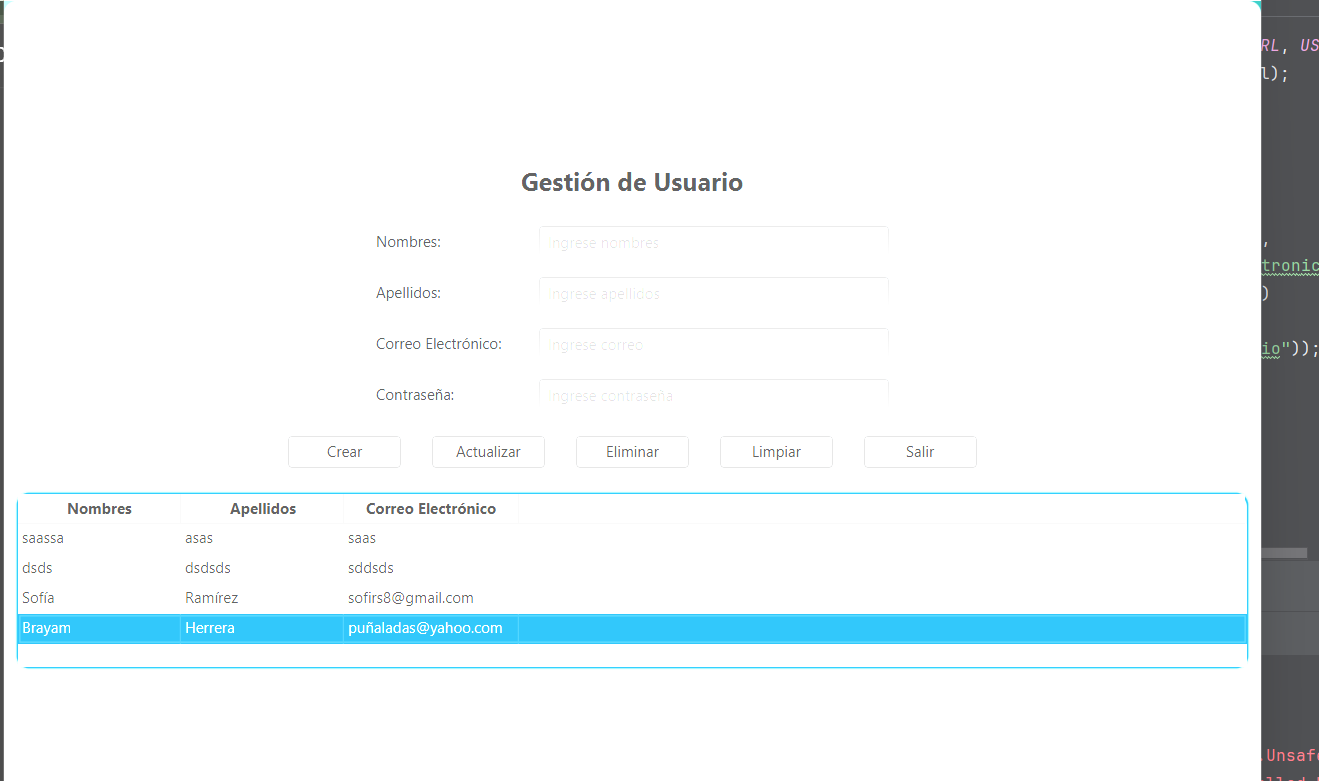 RL, US
l);
Gestión de Usuario
Nombres: Ingrese nombres
,
tronic
Apellidos: Ingrese apellidos
)
Correo Electrónico: Ingrese correo
io"));
Contraseña: Ingrese contraseña
Crear Actualizar Eliminar Limpiar Salir
Nombres Apellidos Correo Electrónico
saassa asas saas
dsds dsdsds sddsds
Sofía Ramírez sofirs8@gmail.com
Brayam Herrera puñaladas@yahoo.com
.Unsafe